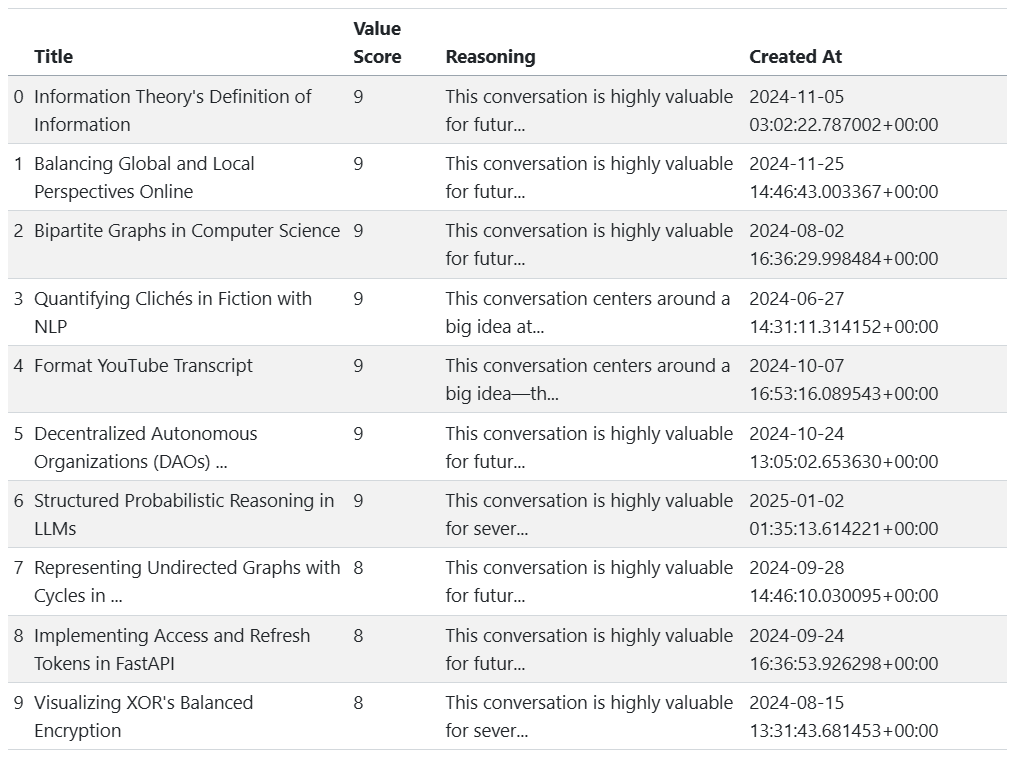 Title Value Score Reasoning Created At
0 Information Theory's Definition of Information 9 This conversation is highly valuable for futur... 2024-11-05 03:02:22.787002+00:00
1 Balancing Global and Local Perspectives Online 9 This conversation is highly valuable for futur... 2024-11-25 14:46:43.003367+00:00
2 Bipartite Graphs in Computer Science 9 This conversation is highly valuable for futur... 2024-08-02 16:36:29.998484+00:00
3 Quantifying Clichés in Fiction with NLP 9 This conversation centers around a big idea at... 2024-06-27 14:31:11.314152+00:00
4 Format YouTube Transcript 9 This conversation centers around a big idea—th... 2024-10-07 16:53:16.089543+00:00
5 Decentralized Autonomous Organizations (DAOs) ... 9 This conversation is highly valuable for futur... 2024-10-24 13:05:02.653630+00:00
6 Structured Probabilistic Reasoning in LLMs 9 This conversation is highly valuable for sever... 2025-01-02 01:35:13.614221+00:00
7 Representing Undirected Graphs with Cycles in ... 8 This conversation is highly valuable for futur... 2024-09-28 14:46:10.030095+00:00
8 Implementing Access and Refresh Tokens in FastAPI 8 This conversation is highly valuable for futur... 2024-09-24 16:36:53.926298+00:00
9 Visualizing XOR's Balanced Encryption 8 This conversation is highly valuable for sever... 2024-08-15 13:31:43.681453+00:00